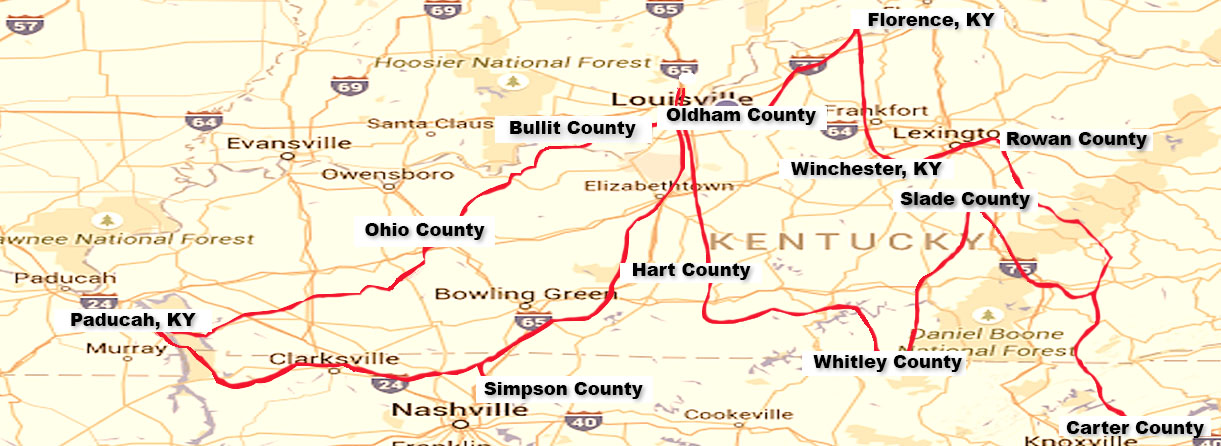 69
65
57
Florence, KY
Hoosier National Forest
65
71
69
Louisville
Oldham County
Frankfort
64
Santa Claus
Bullit County
64
Lexingto
Rowan County
Evansville
Winchester, KY
Owensboro
Elizabethtown
Slade County
Ohio County
awnee National Forest
KENTUCKY
Hart County
75
Paducah
24
Bowling Green
Paducah, KY
65
Daniel Boone
National Forest
Murray
Clarksville
Whitley County
24
Simpson County
Nashville
40
Cookeville
Carter County
Franklin
Knoxville